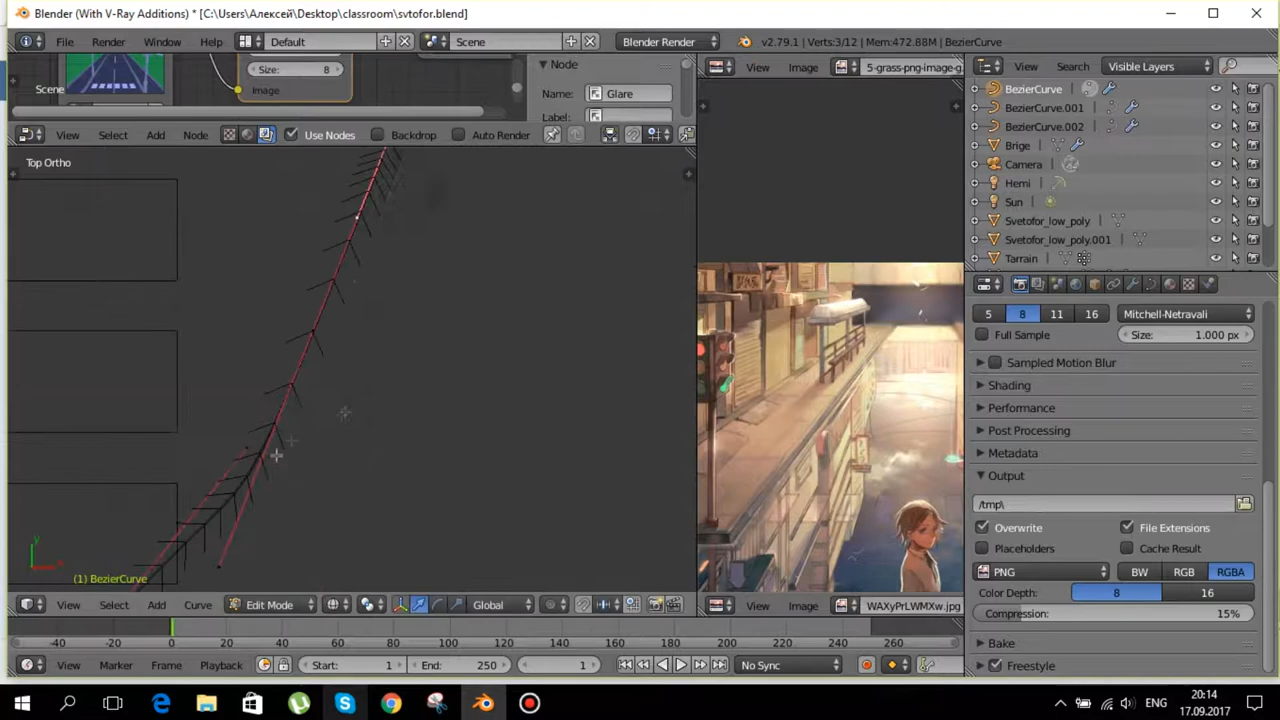 Blender (With V-Ray Additions) * [C:\Users\Алексей\Desktop\classroom\svtofor.blend]
File Render Window Help Default Scene Blender Render v2.79.1 | Verts:3/12 | Mem:472.88M | BezierCurve
Scene
Size: 8
Image
Node
Name: Glare
Label:
View Select Add Node Use Nodes Backdrop Auto Render
View Image 5-grass-png-image-g
View Search Visible Layers
BezierCurve
BezierCurve.001
BezierCurve.002
Brige
Camera
Hemi
Sun
Svetofor_low_poly
Svetofor_low_poly.001
Tarrain
Top Ortho
5 8 11 16 Mitchell-Netravali
Full Sample Size: 1.000 px
Sampled Motion Blur
Shading
Performance
Post Processing
Metadata
Output
/tmp\
Overwrite File Extensions
Placeholders Cache Result
PNG BW RGB RGBA
Color Depth: 8 16
Compression: 15%
Bake
Freestyle
y
(1) BezierCurve
View Select Add Curve Edit Mode Global
View Image WAXyPrLWMXw.jpg
-40 -20 0 20 40 60 80 100 120 140 160 180 200 220 240 260
View Marker Frame Playback Start: 1 End: 250 1 No Sync
ENG
20:14
17.09.2017